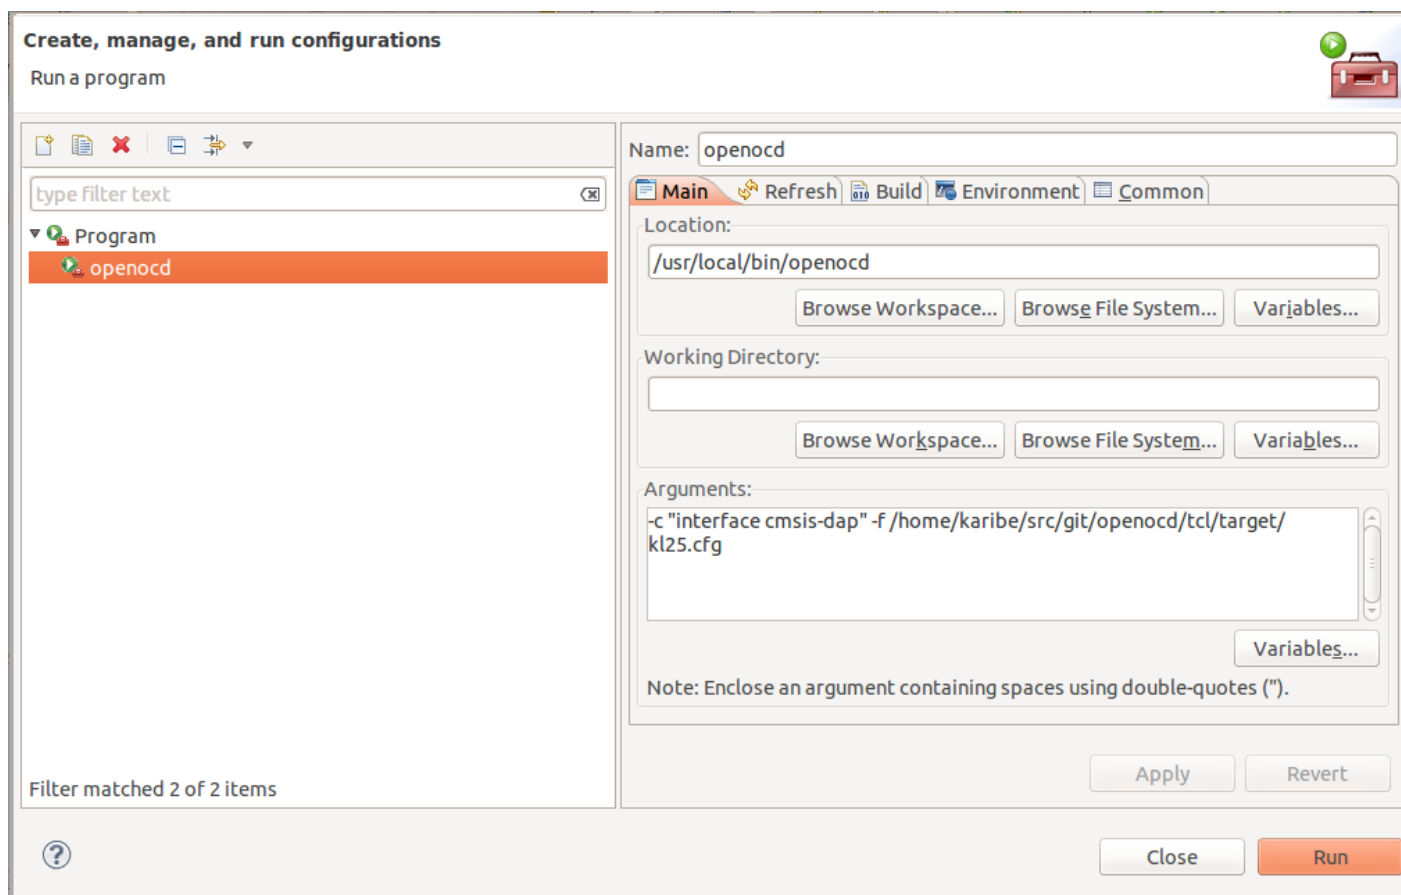 Create, manage, and run configurations
Run a program
type filter text
Program
openocd
Filter matched 2 of 2 items
Name: openocd
Main Refresh Build Environment Common
Location:
/usr/local/bin/openocd
Browse Workspace... Browse File System... Variables...
Working Directory:
Browse Workspace... Browse File System... Variables...
Arguments:
-c "interface cmsis-dap" -f /home/karibe/src/git/openocd/tcl/target/
kl25.cfg
Variables...
Note: Enclose an argument containing spaces using double-quotes (").
Apply Revert
Close Run